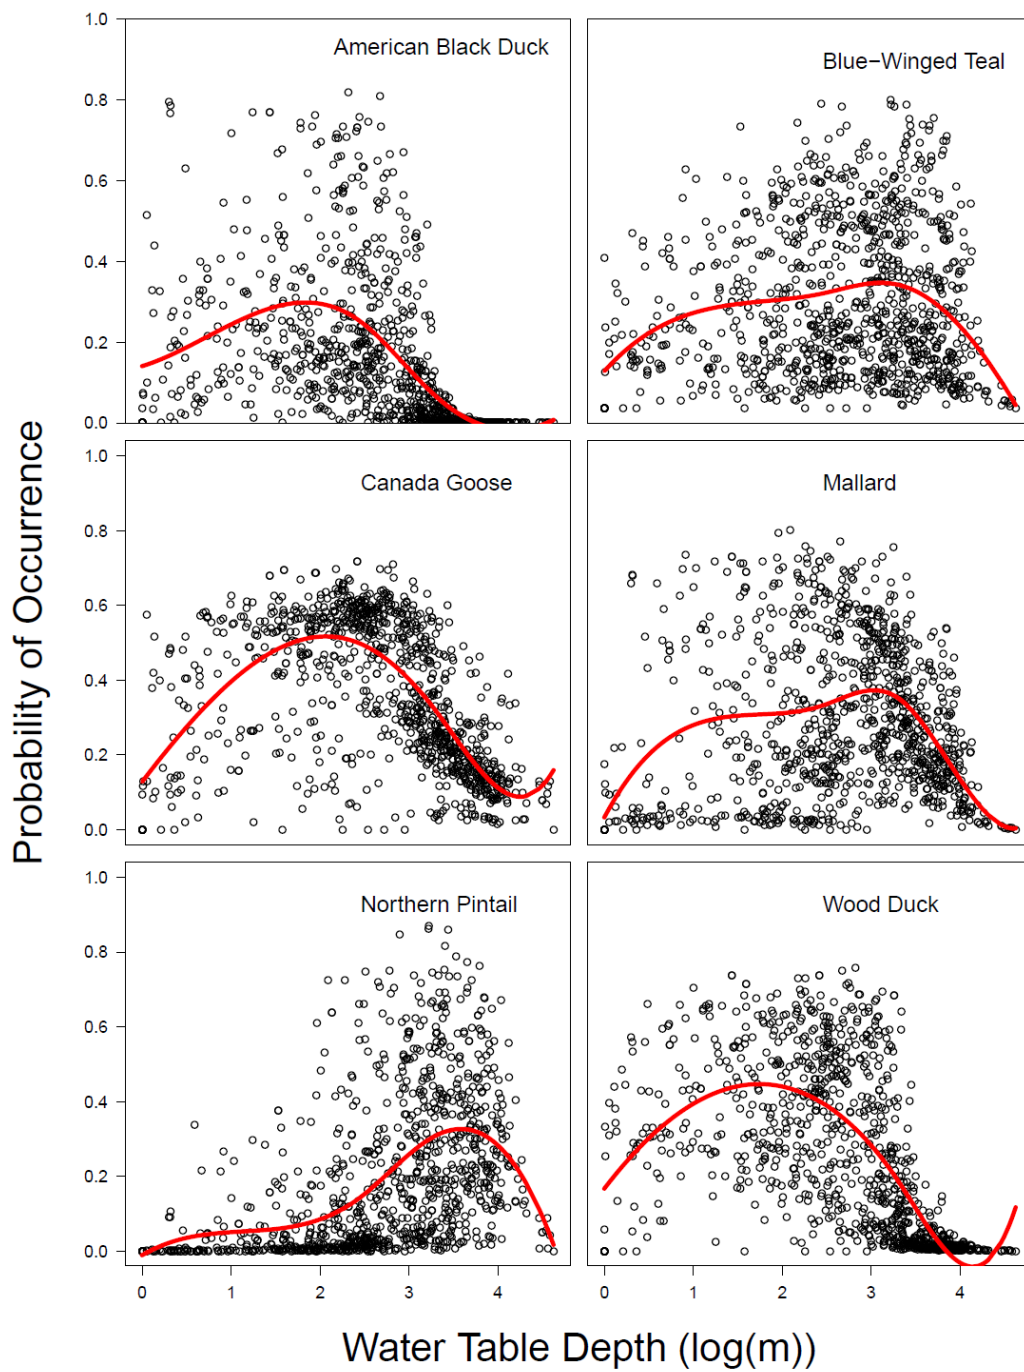 American Black Duck
Blue−Winged Teal
1.0
0.8
0.6
0.4
0.2
0.0
Canada Goose
Mallard
1.0
0.8
0.6
0.4
0.2
0.0
Northern Pintail
Wood Duck
1.0
0.8
0.6
0.4
0.2
0.0
0 1 2 3 4
0 1 2 3 4
Probability of Occurrence
Water Table Depth (log(m))